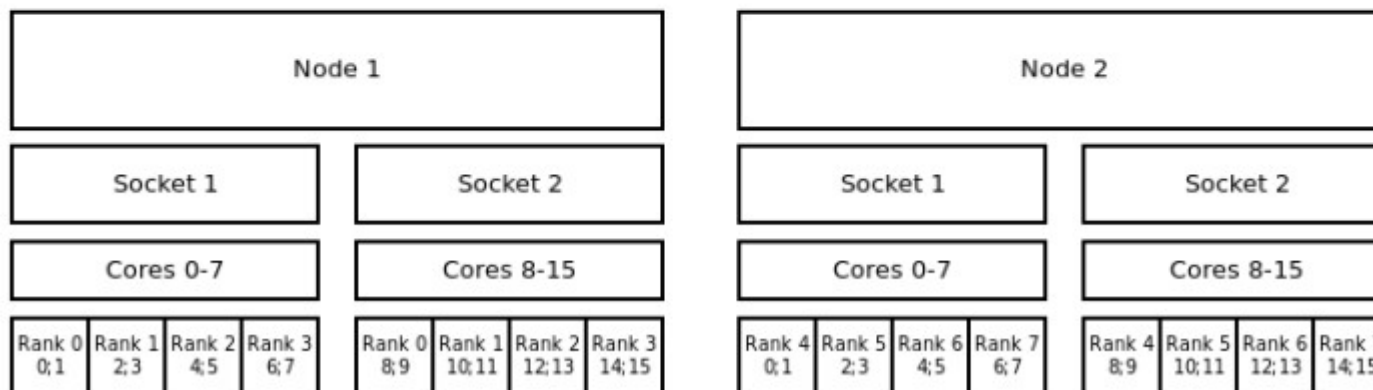 Node 1
Node 2
Socket 1
Socket 2
Socket 1
Socket 2
Cores 0-7
Cores 8-15
Cores 0-7
Cores 8-15
Rank 0 Rank 1 Rank 2 Rank 3
0;1 2;3 4;5 6;7
Rank 0 Rank 1 Rank 2 Rank 3
8;9 10;11 12;13 14;15
Rank 4 Rank 5 Rank 6 Rank 7
0;1 2;3 4;5 6;7
Rank 4 Rank 5 Rank 6 Rank
8;9 10;11 12;13 14;15